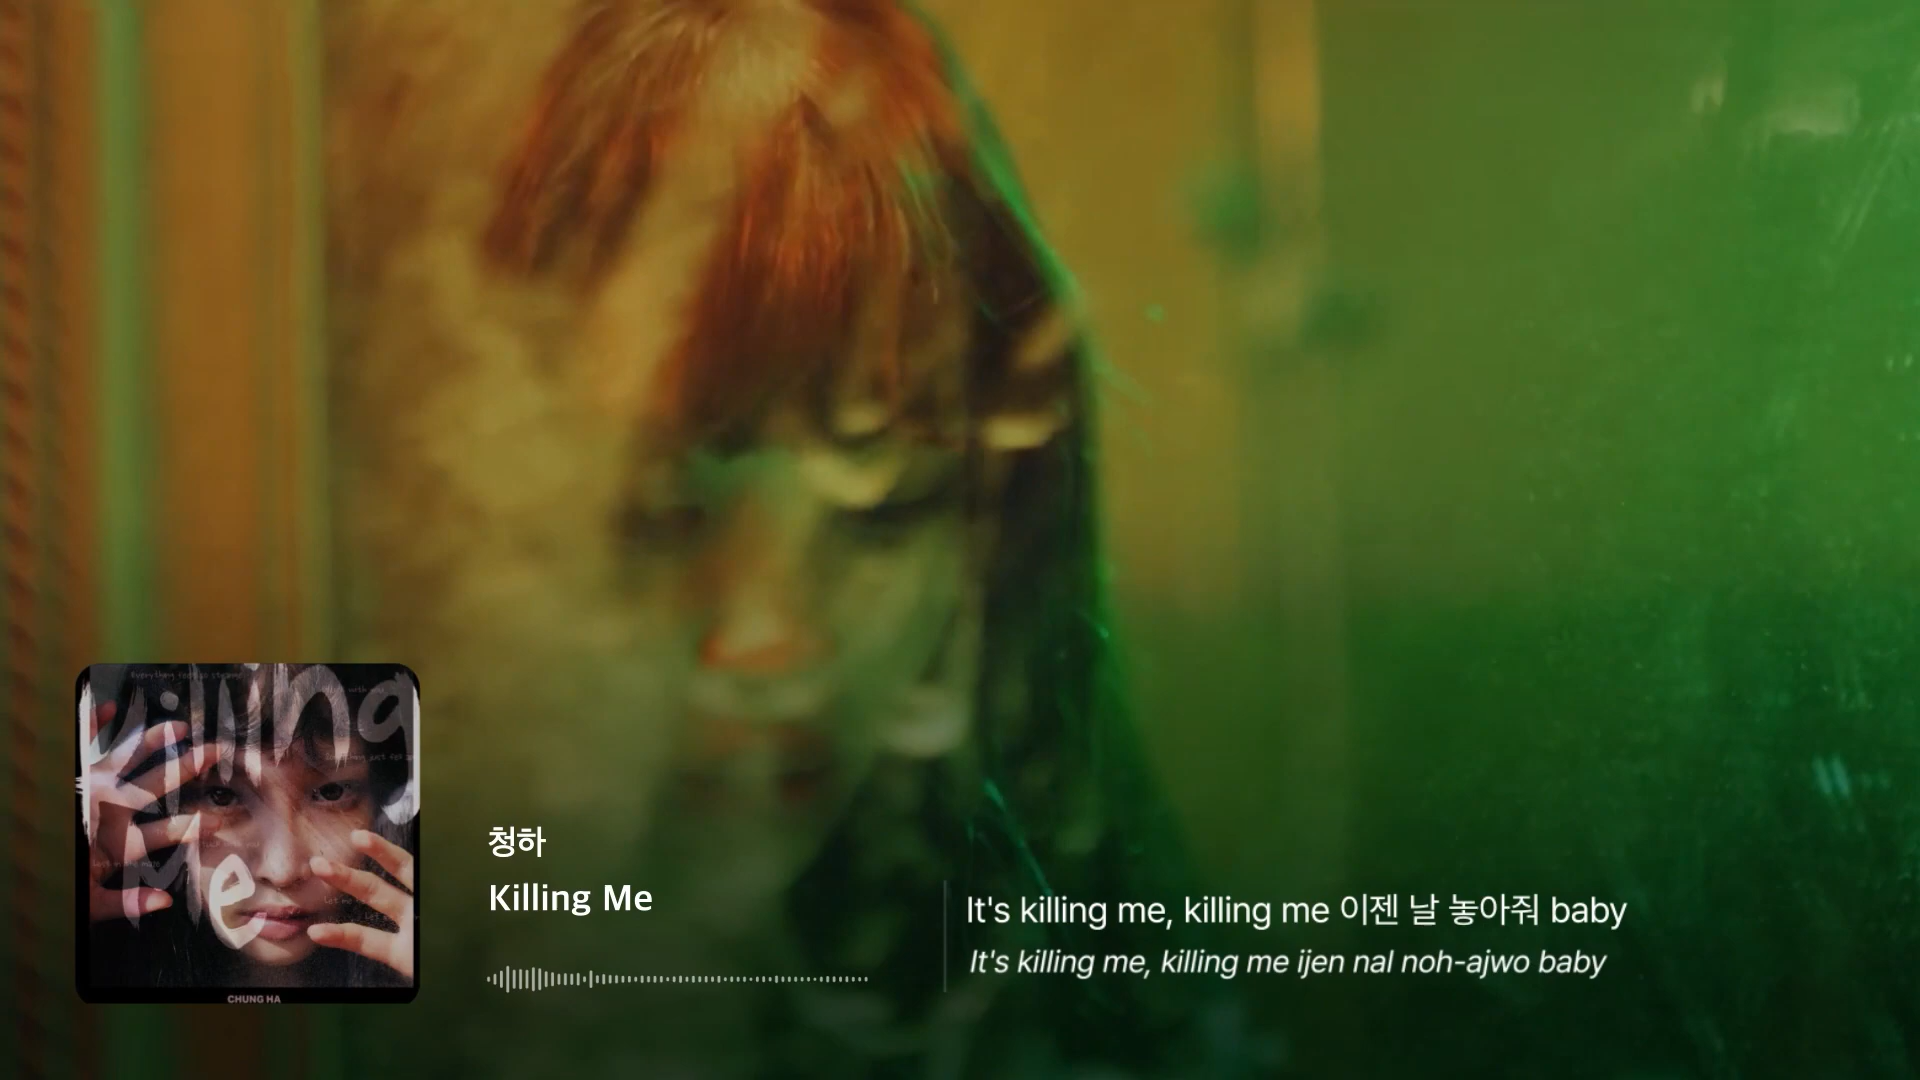 Killing
Me
CHUNG HA
청하
Killing Me
It's killing me, killing me 이젠 날 놓아줘 baby
It's killing me, killing me ijen nal noh-ajwo baby